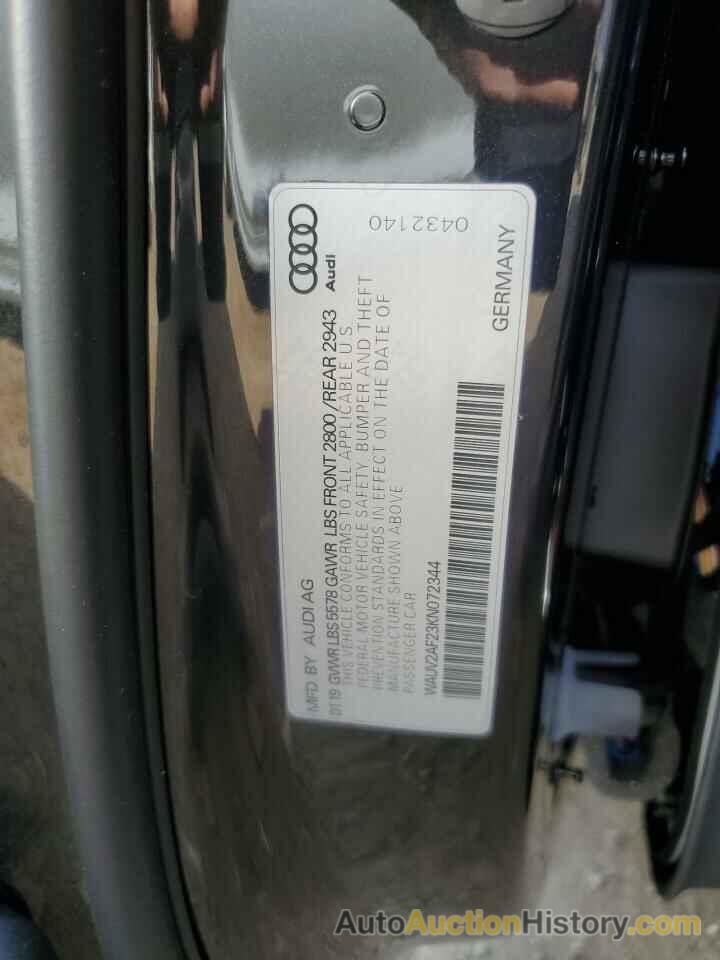 0432140
Audi
MFD BY AUDI AG
01.19 GVWR LBS 5578 GAWR LBS FRONT 2800/REAR 2943
THIS VEHICLE CONFORMS TO ALL APPLICABLE U.S.
FEDERAL MOTOR VEHICLE SAFETY, BUMPER AND THEFT
PREVENTION STANDARDS IN EFFECT ON THE DATE OF
MANUFACTURE SHOWN ABOVE
PASSENGER CAR
WAUV2AF23KN072344
GERMANY
AutoAuctionHistory.com